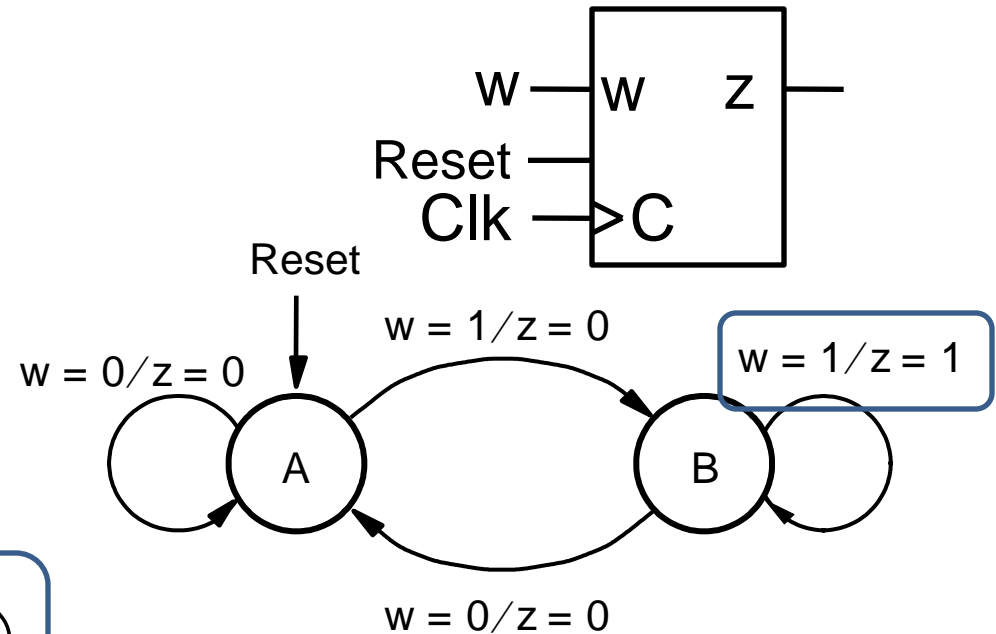 w w z
Reset
Clk C
Reset
w = 1/z = 0
w = 1/z = 1
w = 0/z = 0
A B
w = 0/z = 0